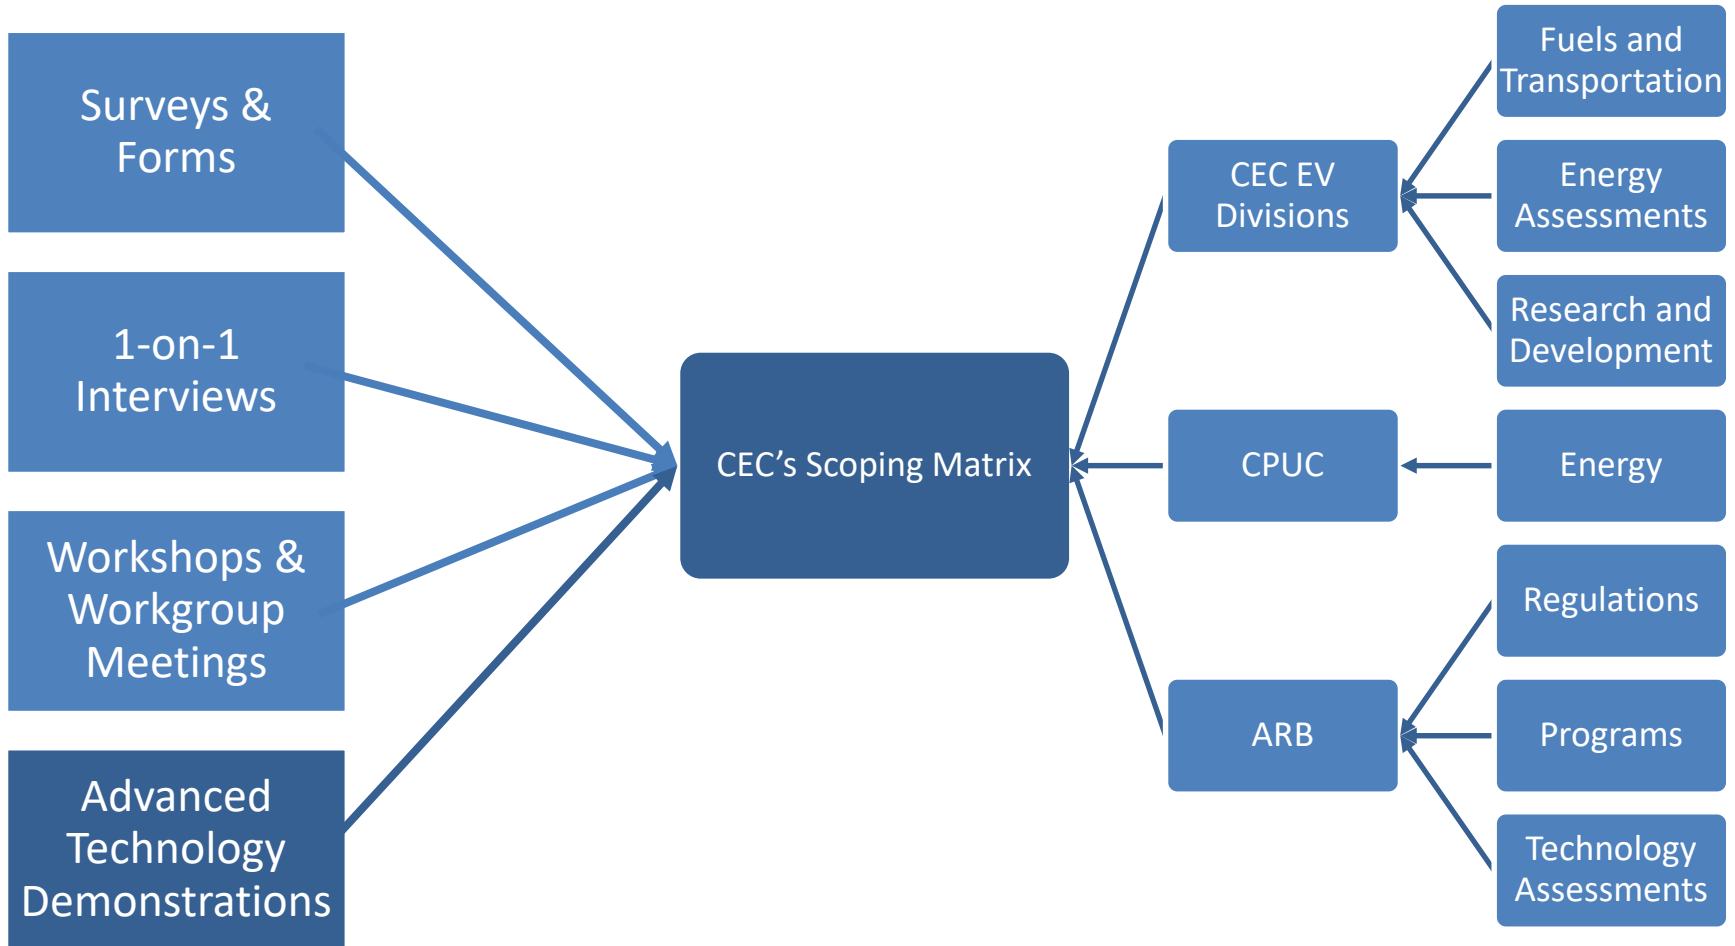 Surveys &
Forms
1-on-1
Interviews
Workshops &
Workgroup
Meetings
Advanced
Technology
Demonstrations
CEC’s Scoping Matrix
CEC EV
Divisions
CPUC
ARB
Fuels and
Transportation
Energy
Assessments
Research and
Development
Energy
Regulations
Programs
Technology
Assessments